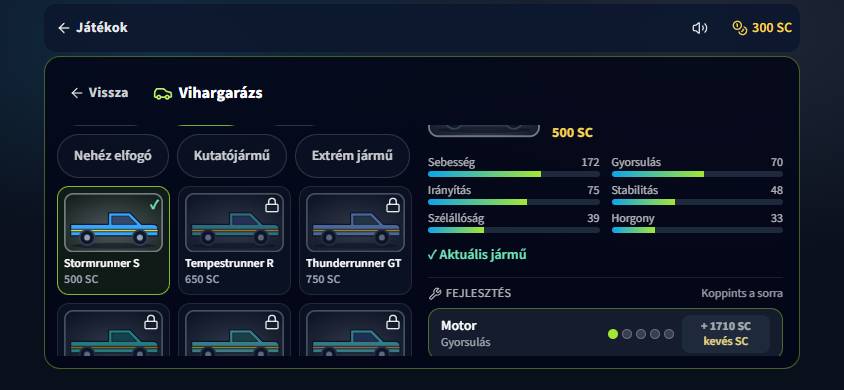 Játékok
300 SC
Vissza
Vihargarázs
Nehéz elfogó
Kutatójármű
Extrém jármű
Stormrunner S
500 SC
Tempestrunner R
650 SC
Thunderrunner GT
750 SC
500 SC
Sebesség 172
Gyorsulás 70
Irányítás 75
Stabilitás 48
Szélállóság 39
Horgony 33
✓ Aktuális jármű
FEJLESZTÉS
Koppints a sorra
Motor
Gyorsulás
+ 1710 SC
kevés SC